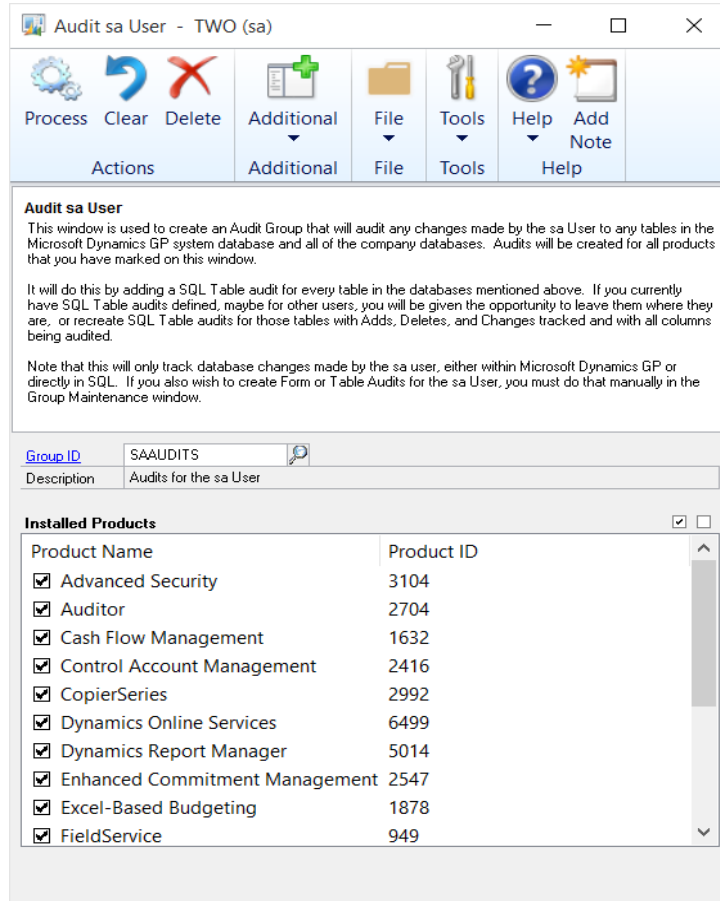 Audit sa User - TWO (sa)
Process Clear Delete Additional File Tools Help Add Note
Actions Additional File Tools Help
Audit sa User
This window is used to create an Audit Group that will audit any changes made by the sa User to any tables in the
Microsoft Dynamics GP system database and all of the company databases. Audits will be created for all products
that you have marked on this window.
It will do this by adding a SQL Table audit for every table in the databases mentioned above. If you currently
have SQL Table audits defined, maybe for other users, you will be given the opportunity to leave them where they
are, or recreate SQL Table audits for those tables with Adds, Deletes, and Changes tracked and with all columns
being audited.
Note that this will only track database changes made by the sa user, either within Microsoft Dynamics GP or
directly in SQL. If you also wish to create Form or Table Audits for the sa User, you must do that manually in the
Group Maintenance window.
Group ID SAAUDITS
Description Audits for the sa User
Installed Products
Product Name Product ID
Advanced Security 3104
Auditor 2704
Cash Flow Management 1632
Control Account Management 2416
CopierSeries 2992
Dynamics Online Services 6499
Dynamics Report Manager 5014
Enhanced Commitment Management 2547
Excel-Based Budgeting 1878
FieldService 949